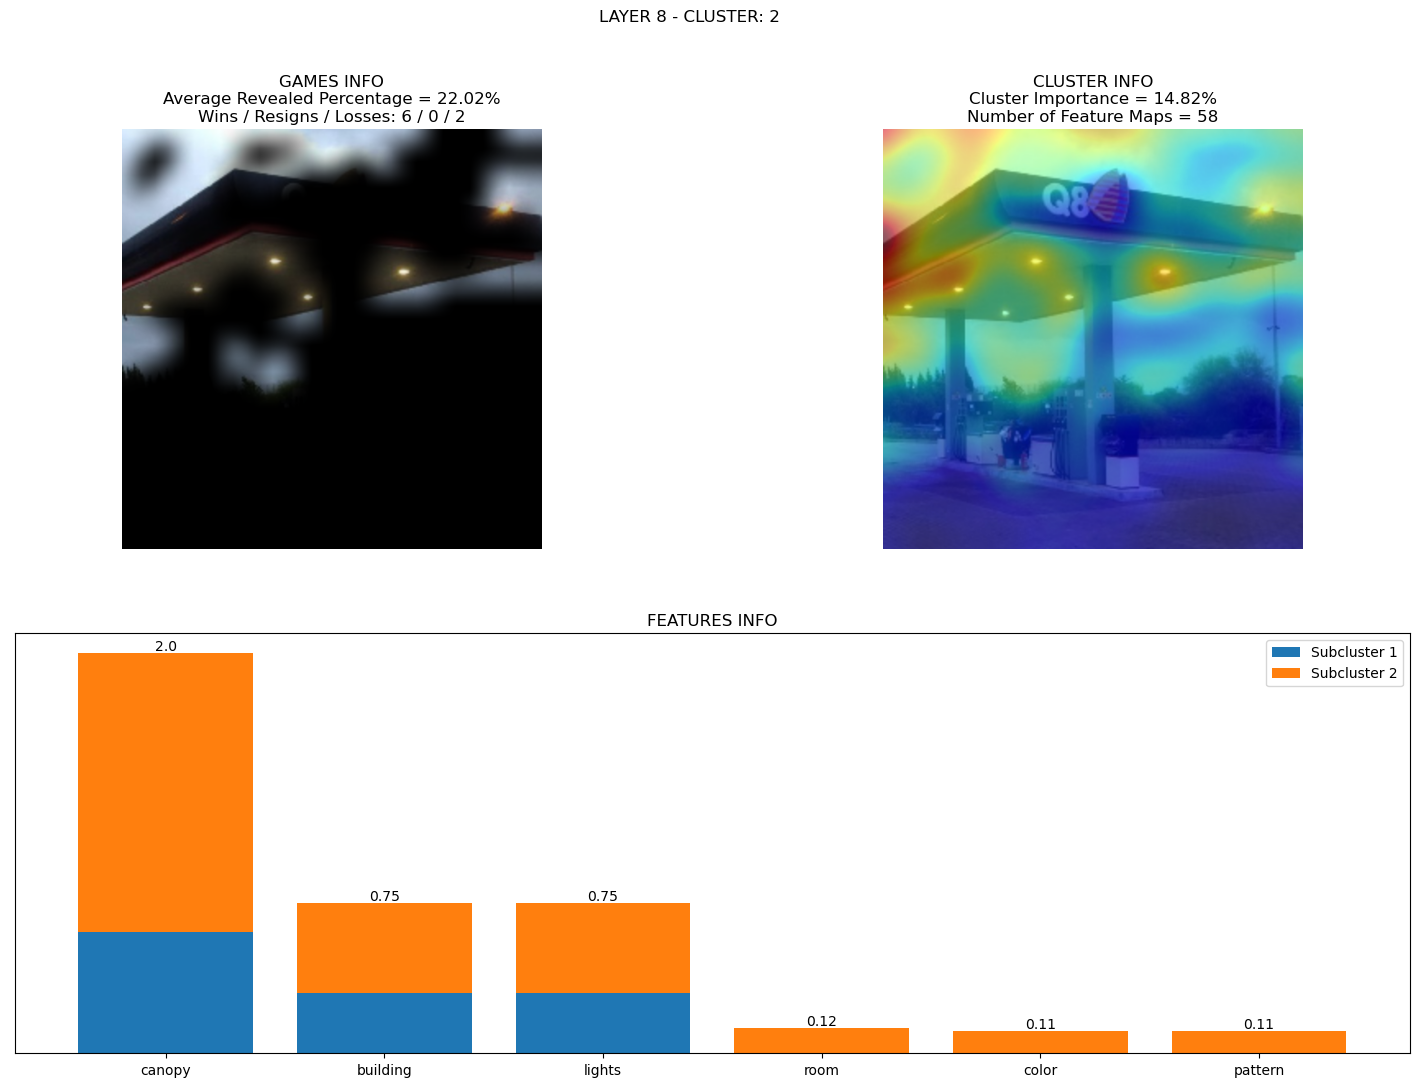 LAYER 8 - CLUSTER: 2
GAMES INFO
Average Revealed Percentage = 22.02%
Wins / Resigns / Losses: 6 / 0 / 2
CLUSTER INFO
Cluster Importance = 14.82%
Number of Feature Maps = 58
Q8
FEATURES INFO
Subcluster 1
Subcluster 2
2.0
0.75
0.75
0.12
0.11
0.11
canopy
building
lights
room
color
pattern